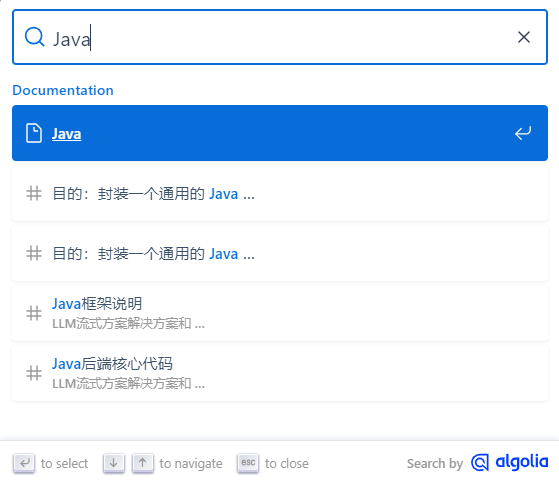 Java
Documentation
Java
目的：封装一个通用的 Java ...
目的：封装一个通用的 Java ...
Java框架说明
LLM流式方案解决方案和 ...
Java后端核心代码
LLM流式方案解决方案和 ...
to select to navigate esc to close Search by algolia